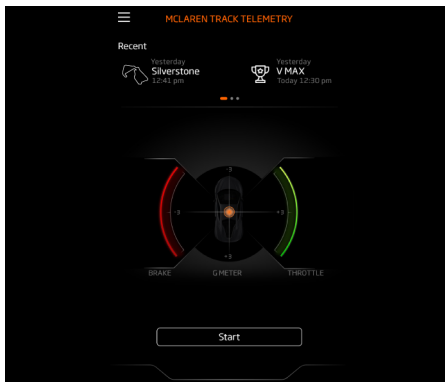 MCLAREN TRACK TELEMETRY
Recent
Yesterday
Silverstone
12:41 pm
Yesterday
V MAX
Today 12:30 pm
-3
-3
+3
+3
BRAKE
G METER
THROTTLE
Start